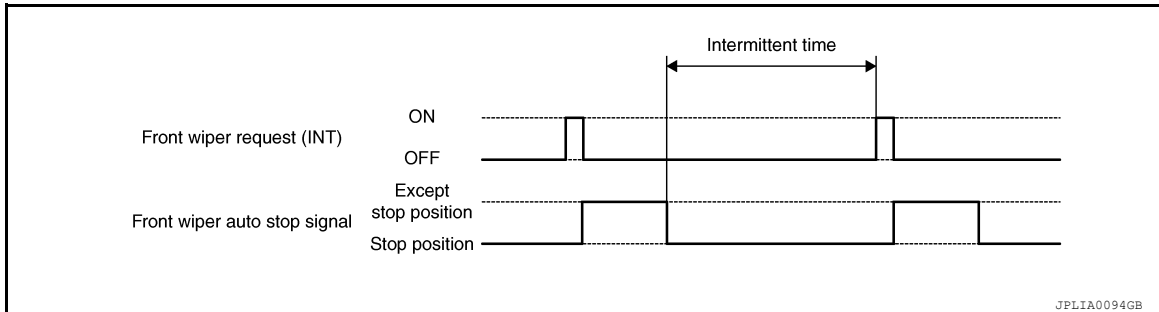 Intermittent time
ON
Front wiper request (INT)
OFF
Except
stop position
Front wiper auto stop signal
Stop position
JPLIA0094GB